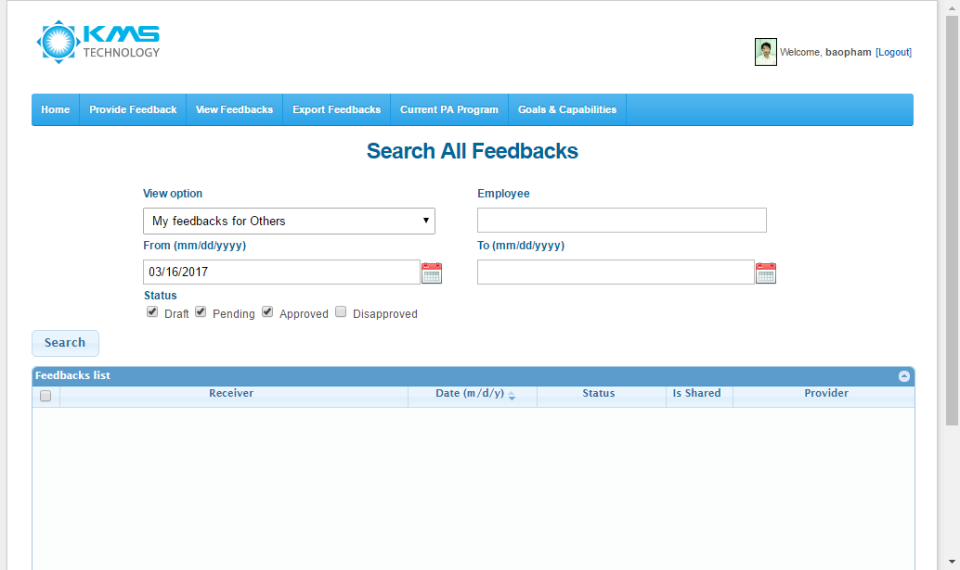 KMS
TECHNOLOGY
Welcome, baopham [Logout]
Home Provide Feedback View Feedbacks Export Feedbacks Current PA Program Goals & Capabilities
Search All Feedbacks
View option Employee
My feedbacks for Others
From (mm/dd/yyyy) To (mm/dd/yyyy)
03/16/2017
Status
Draft Pending Approved Disapproved
Search
Feedbacks list
Receiver Date (m/d/y) Status Is Shared Provider